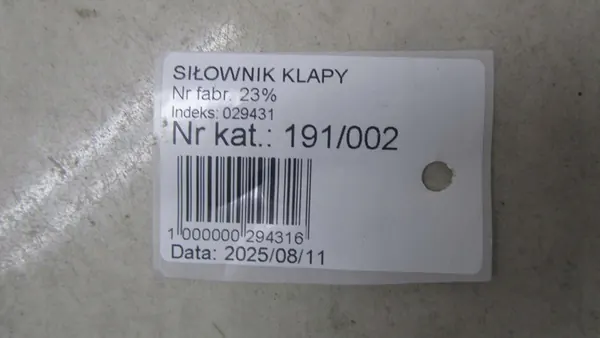 SIŁOWNIK KLAPY
Nr fabr. 23%
Indeks: 029431
Nr kat.: 191/002
1 000000 294316
Data: 2025/08/11